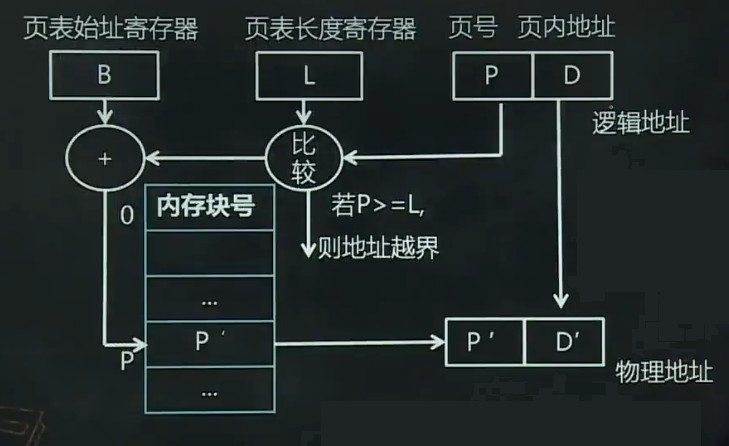 页表始址寄存器
页表长度寄存器
页号 页内地址
B
L
P D
逻辑地址
+
比
较
0
内存块号
若P>=L,
则地址越界
...
P
P ‘
P ′ D′
物理地址
...